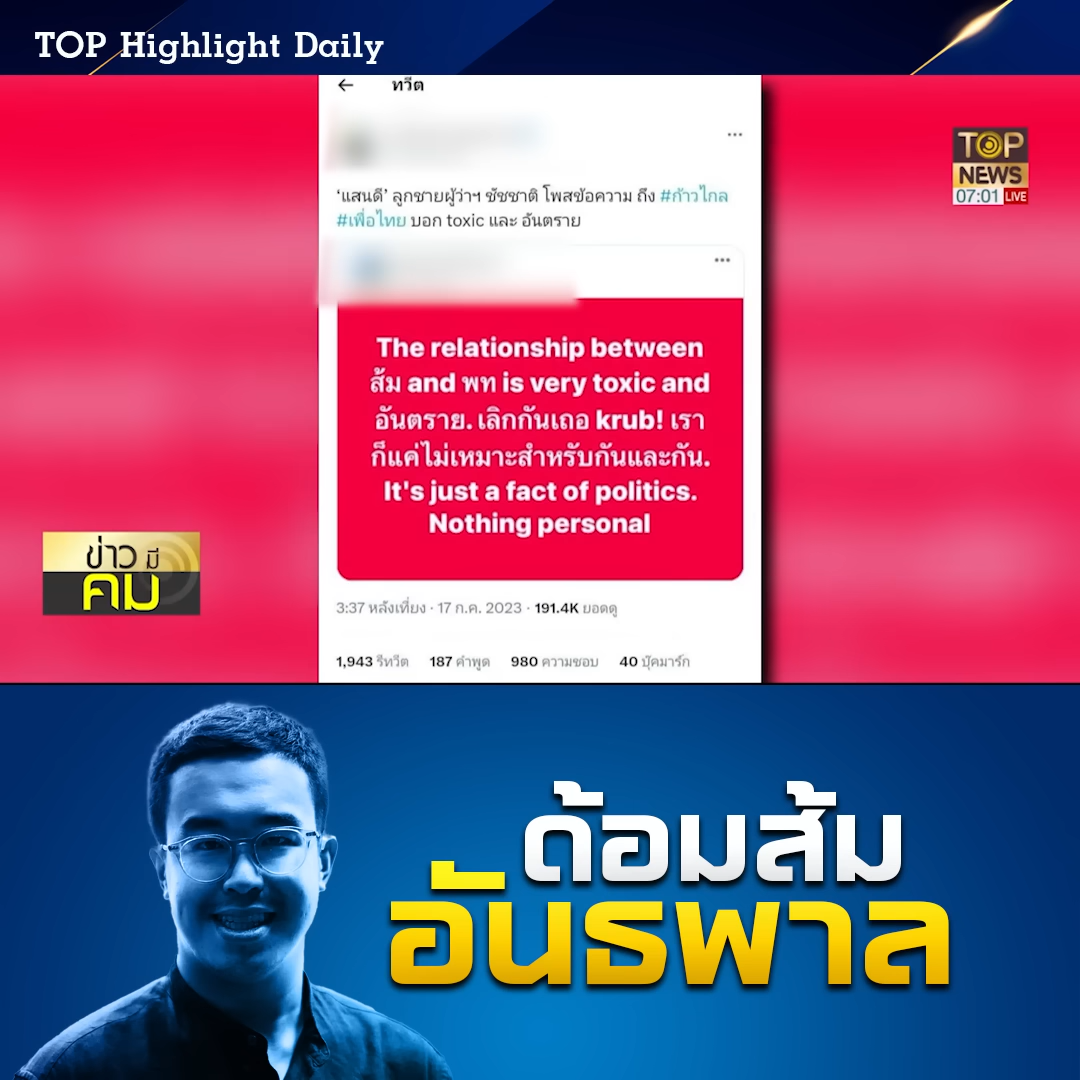 TOP Highlight Daily
ทวีต
‘แสนดี’ ลูกชายผู้ว่าฯ ชัชชาติ โพสข้อความ ถึง #ก้าวไกล
#เพื่อไทย บอก toxic และ อันตราย
The relationship between
ส้ม and พท is very toxic and
อันตราย. เลิกกันเถอ krub! เรา
ก็แค่ไม่เหมาะสำหรับกันและกัน.
It's just a fact of politics.
Nothing personal
3:37 หลังเที่ยง · 17 ก.ค. 2023 · 191.4K ยอดดู
1,943 รีทวีต 187 คำพูด 980 ความชอบ 40 บุ๊คมาร์ก
TOP
NEWS
07:01 LIVE
ข่าว มี
คม
ด้อมส้ม
อันธพาล